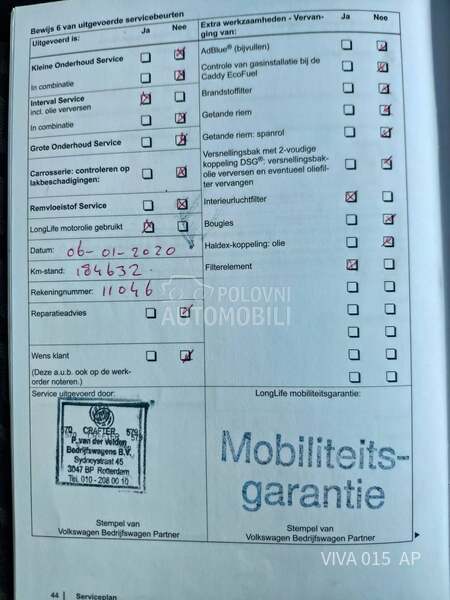 Bewijs 6 van uitgevoerde servicebeurten
Uitgevoerd is: Ja Nee
Kleine Onderhoud Service
In combinatie
Interval Service
incl. olie verversen
In combinatie
Grote Onderhoud Service
Carrosserie: controleren op
lakbeschadigingen:
Remvloeistof Service
LongLife motorolie gebruikt
Datum: 06-01-2020
Km-stand: 184632
Rekeningnummer: 11046
Reparatieadvies
Wens klant
(Deze a.u.b. ook op de werk-
order noteren.)
Service uitgevoerd door:
570 CRAFTER 579
P. van der Velden
Bedrijfswagens B.V.
Sydneystraat 45
3047 BP Rotterdam
Tel. 010 - 208 00 10
Stempel van
Volkswagen Bedrijfswagen Partner
Extra werkzaamheden - Vervan-
ging van: Ja Nee
AdBlue® (bijvullen)
Controle van gasinstallatie bij de
Caddy EcoFuel
Brandstoffilter
Getande riem
Getande riem: spanrol
Versnellingsbak met 2-voudige
koppeling DSG®: versnellingsbak-
olie verversen en eventueel oliefil-
ter vervangen
Interieurluchtfilter
Bougies
Haldex-koppeling: olie
Filterelement
LongLife mobiliteitsgarantie:
Mobiliteits-
garantie
Stempel van
Volkswagen Bedrijfswagen Partner
POLOVNI
AUTOMOBILI
44 Serviceplan
VIVA 015 AP